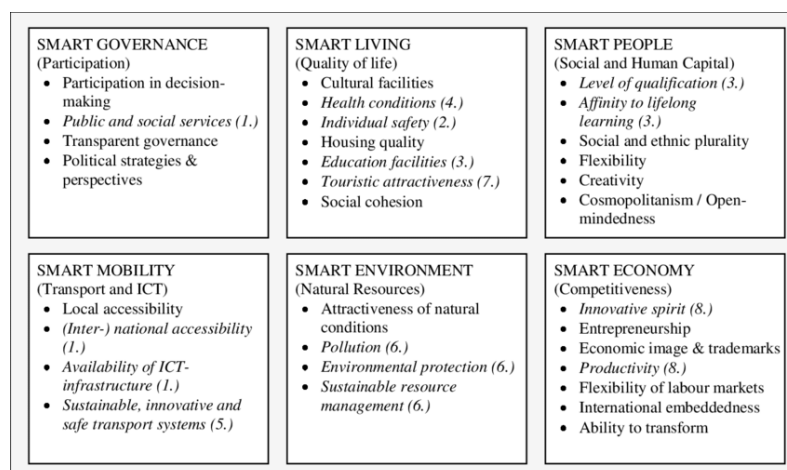 SMART GOVERNANCE
(Participation)
• Participation in decision-
making
• Public and social services (1.)
• Transparent governance
• Political strategies &
perspectives
SMART LIVING
(Quality of life)
• Cultural facilities
• Health conditions (4.)
• Individual safety (2.)
• Housing quality
• Education facilities (3.)
• Touristic attractiveness (7.)
• Social cohesion
SMART PEOPLE
(Social and Human Capital)
• Level of qualification (3.)
• Affinity to lifelong
learning (3.)
• Social and ethnic plurality
• Flexibility
• Creativity
• Cosmopolitanism / Open-
mindedness
SMART MOBILITY
(Transport and ICT)
• Local accessibility
• (Inter-) national accessibility
(1.)
• Availability of ICT-
infrastructure (1.)
• Sustainable, innovative and
safe transport systems (5.)
SMART ENVIRONMENT
(Natural Resources)
• Attractiveness of natural
conditions
• Pollution (6.)
• Environmental protection (6.)
• Sustainable resource
management (6.)
SMART ECONOMY
(Competitiveness)
• Innovative spirit (8.)
• Entrepreneurship
• Economic image & trademarks
• Productivity (8.)
• Flexibility of labour markets
• International embeddedness
• Ability to transform